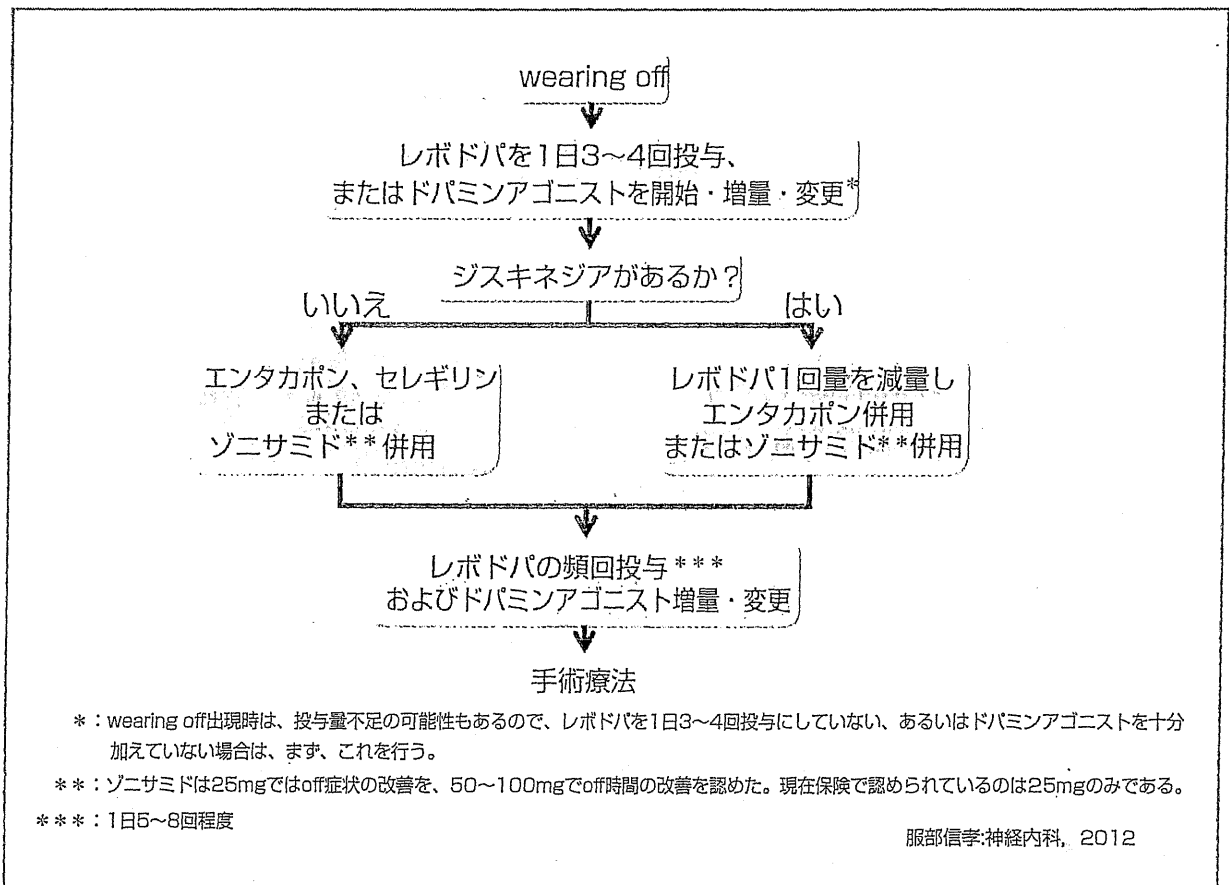 wearing off
レボドパを1日3～4回投与、
またはドパミンアゴニストを開始・増量・変更*
ジスキネジアがあるか？
いいえ
はい
エンタカポン、セレギリン
または
ゾニサミド**併用
レボドパ1回量を減量し
エンタカポン併用
またはゾニサミド**併用
レボドパの頻回投与***
およびドパミンアゴニスト増量・変更
手術療法
*：wearing off出現時は、投与量不足の可能性もあるので、レボドパを1日3～4回投与にしていない、あるいはドパミンアゴニストを十分
加えていない場合は、まず、これを行う。
**：ゾニサミドは25mgではoff症状の改善を、50～100mgでoff時間の改善を認めた。現在保険で認められているのは25mgのみである。
***：1日5～8回程度
服部信孝:神経内科, 2012